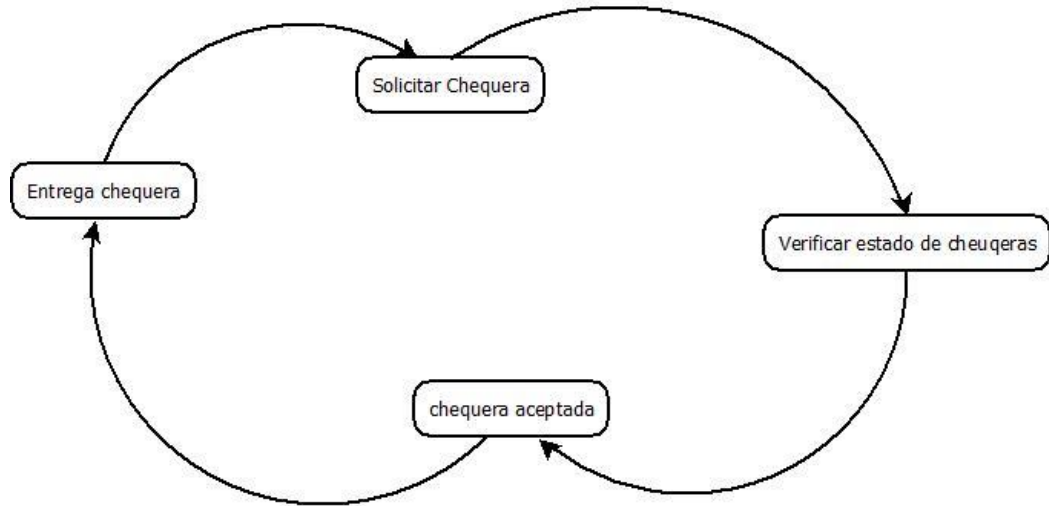 Solicitar Chequera
Entrega chequera
Verificar estado de cheuqeras
chequera aceptada